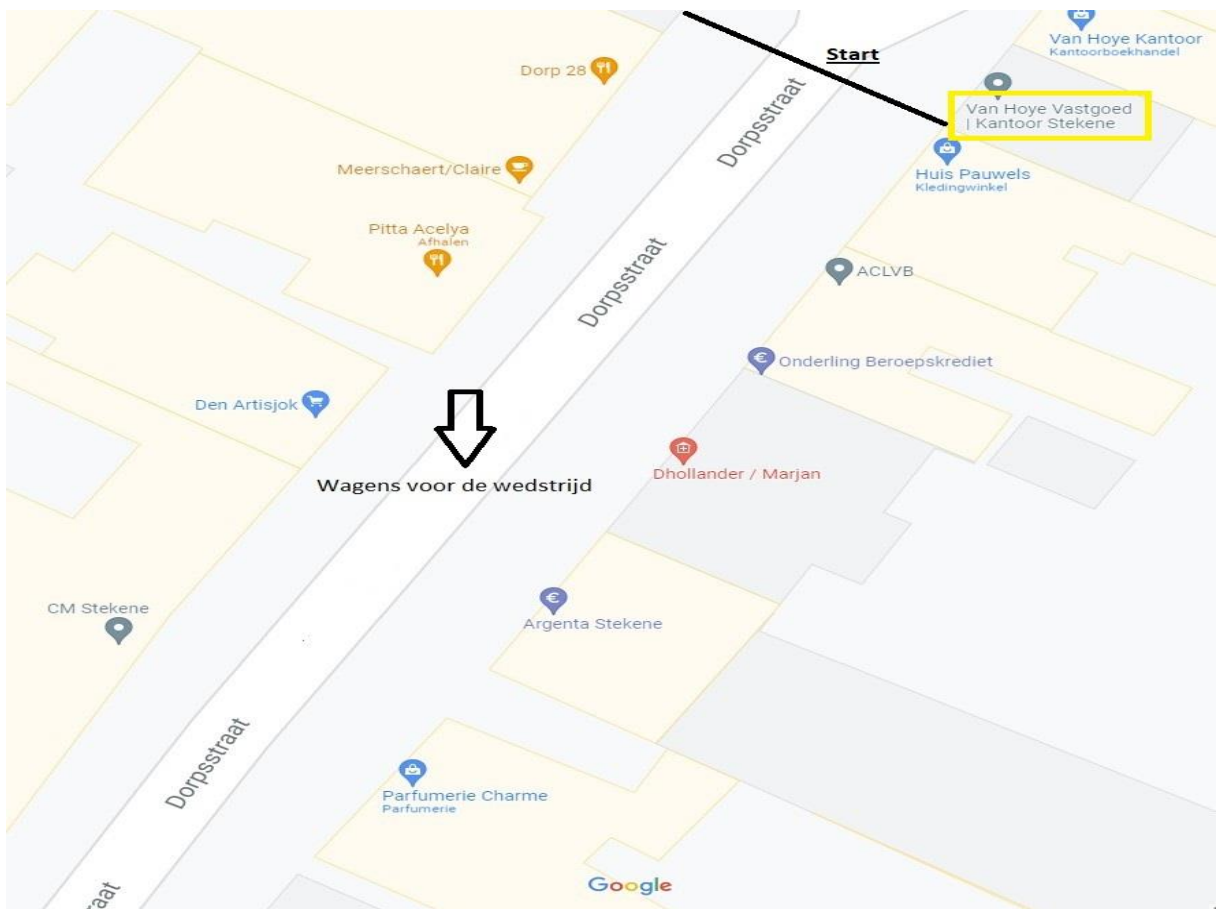 Van Hoye Kantoor
Kantoorboekhandel
Start
Dorp 28
Van Hoye Vastgoed
| Kantoor Stekene
Dorpsstraat
Meerschaert/Claire
Huis Pauwels
Kledingwinkel
Pitta Acelya
Afhalen
Dorpsstraat
ACLVB
Onderling Beroepskrediet
Den Artisjok
Dhollander / Marjan
Wagens voor de wedstrijd
CM Stekene
Argenta Stekene
Dorpsstraat
Parfumerie Charme
Parfumerie
Google
raat